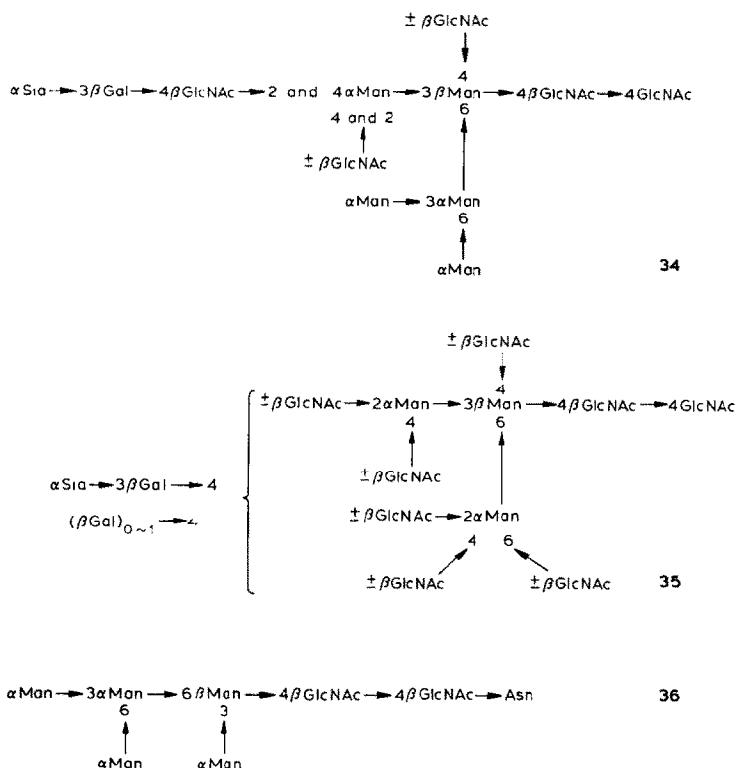 ± βGlcNAc
4
αSia → 3βGal → 4βGlcNAc → 2 and 4αMan → 3βMan → 4βGlcNAc → 4GlcNAc
4 and 2 6
± βGlcNAc
αMan → 3αMan
6
αMan 34
± βGlcNAc
4
± βGlcNAc → 2αMan → 3βMan → 4βGlcNAc → 4GlcNAc
4 6
± βGlcNAc
αSia → 3βGal → 4
± βGlcNAc → 2αMan
(βGal)0~1 → 4
4 6
± βGlcNAc ± βGlcNAc 35
αMan → 3αMan → 6βMan → 4βGlcNAc → 4βGlcNAc → Asn 36
6 3
αMan αMan